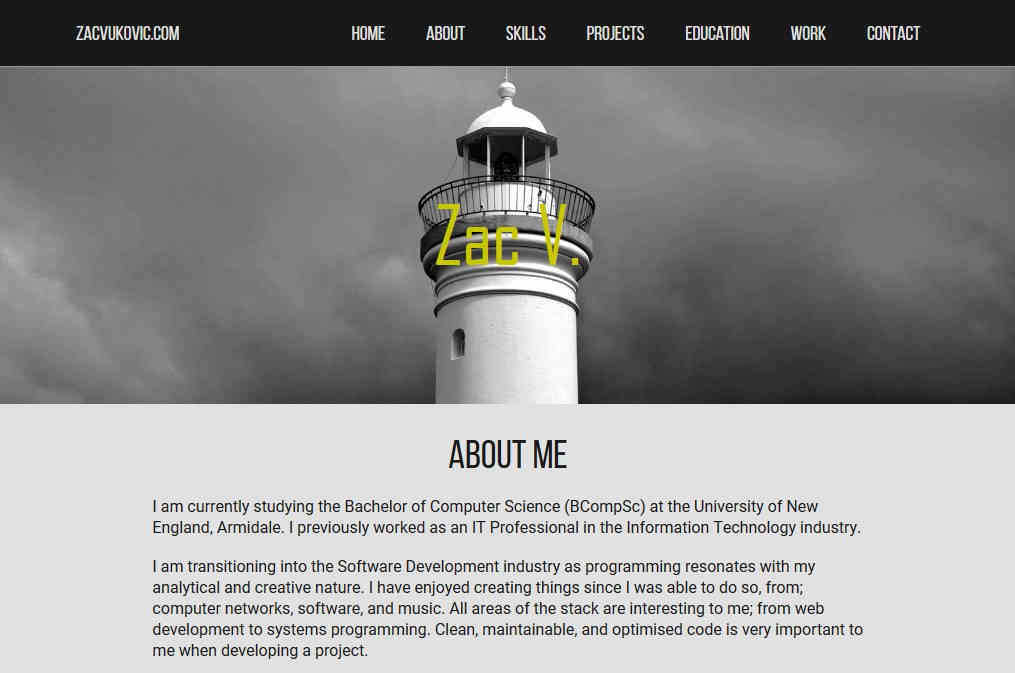 ZACVUKOVIC.COM HOME ABOUT SKILLS PROJECTS EDUCATION WORK CONTACT
Zac V.
ABOUT ME
I am currently studying the Bachelor of Computer Science (BCompSc) at the University of New
England, Armidale. I previously worked as an IT Professional in the Information Technology industry.
I am transitioning into the Software Development industry as programming resonates with my
analytical and creative nature. I have enjoyed creating things since I was able to do so, from;
computer networks, software, and music. All areas of the stack are interesting to me; from web
development to systems programming. Clean, maintainable, and optimised code is very important to
me when developing a project.